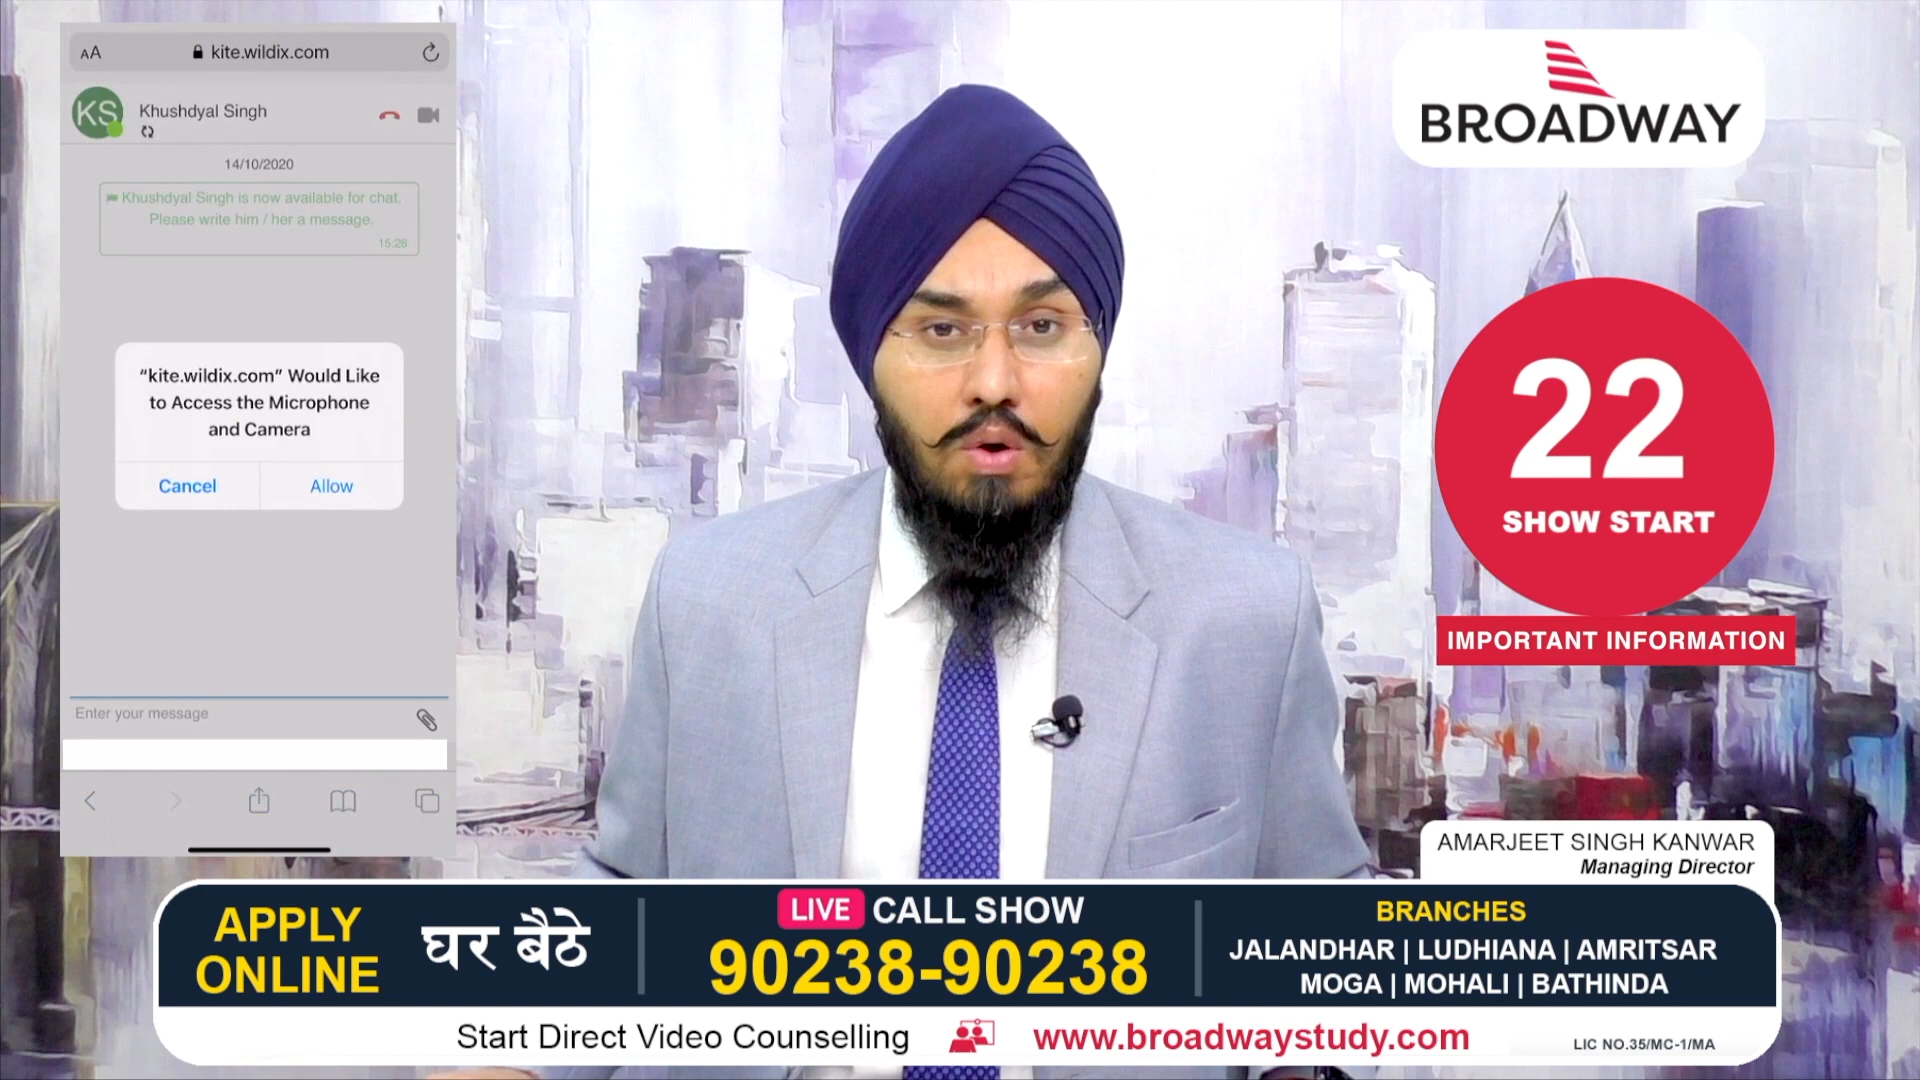 AA
kite.wildix.com
KS
Khushdyal Singh
14/10/2020
Khushdyal Singh is now available for chat.
Please write him / her a message.
15:26
“kite.wildix.com” Would Like
to Access the Microphone
and Camera
Cancel
Allow
Enter your message
BROADWAY
22
SHOW START
IMPORTANT INFORMATION
AMARJEET SINGH KANWAR
Managing Director
APPLY
ONLINE
घर बैठे
LIVE CALL SHOW
90238-90238
BRANCHES
JALANDHAR | LUDHIANA | AMRITSAR
MOGA | MOHALI | BATHINDA
Start Direct Video Counselling
www.broadwaystudy.com
LIC NO.35/MC-1/MA